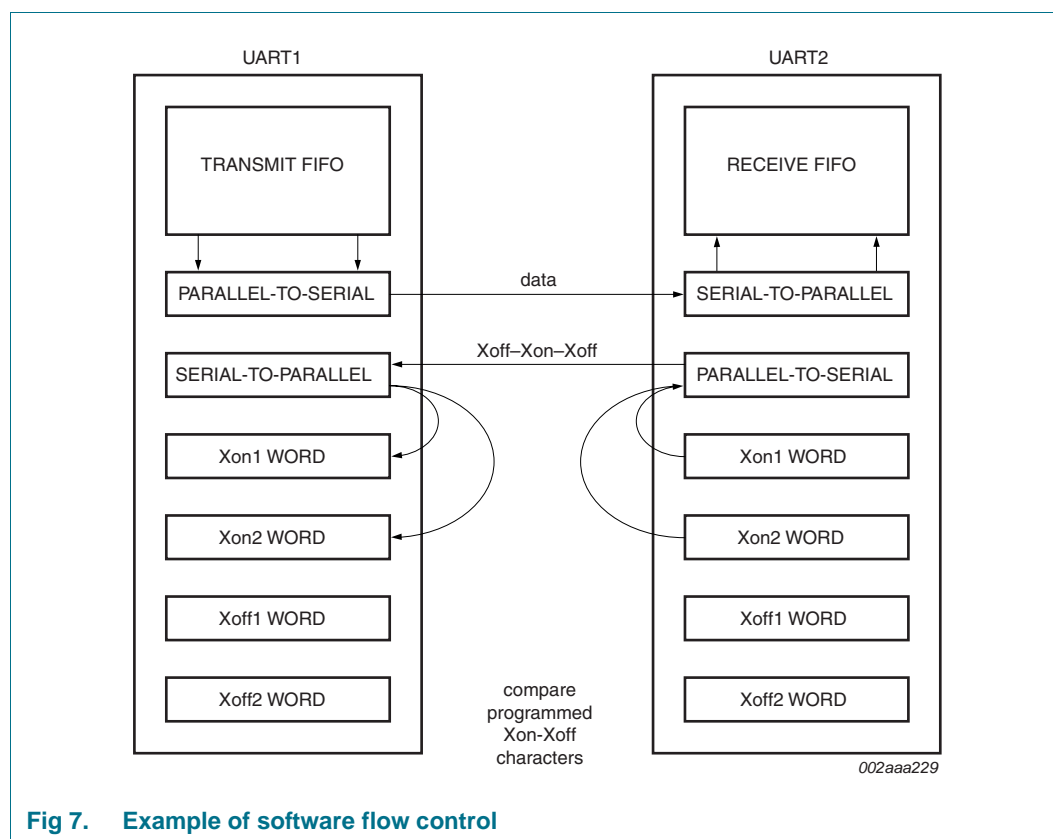 UART1
UART2
TRANSMIT FIFO
RECEIVE FIFO
PARALLEL-TO-SERIAL
data
SERIAL-TO-PARALLEL
Xoff–Xon–Xoff
SERIAL-TO-PARALLEL
PARALLEL-TO-SERIAL
Xon1 WORD
Xon1 WORD
Xon2 WORD
Xon2 WORD
Xoff1 WORD
Xoff1 WORD
Xoff2 WORD
Xoff2 WORD
compare
programmed
Xon-Xoff
characters
002aaa229
Fig 7. Example of software flow control